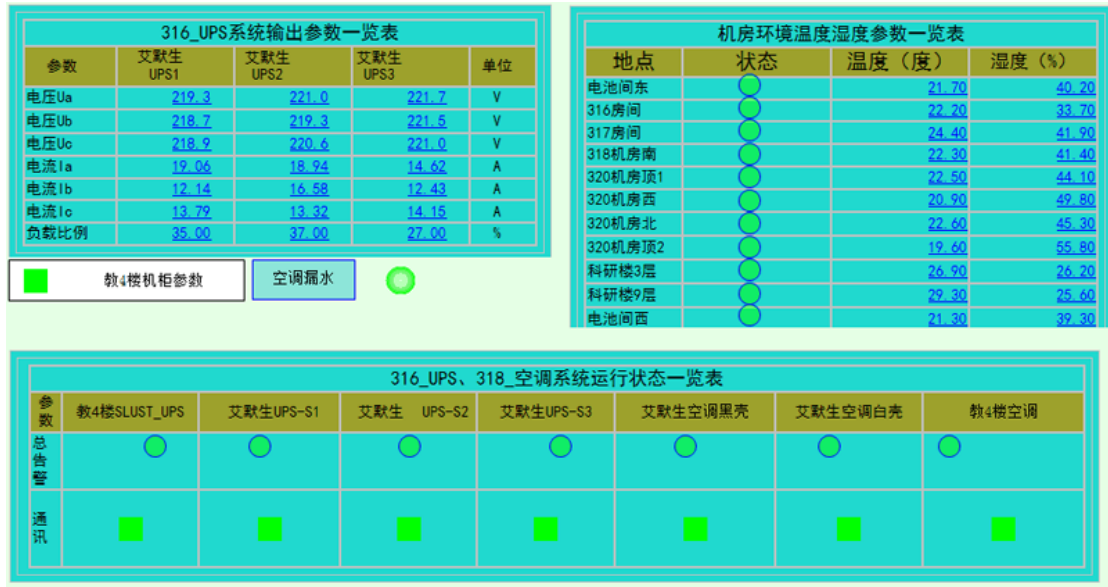 316_UPS系统输出参数一览表
参数 艾默生 UPS1 艾默生 UPS2 艾默生 UPS3 单位
电压Ua 219.3 221.0 221.7 V
电压Ub 218.7 219.3 221.5 V
电压Uc 218.9 220.6 221.0 V
电流Ia 19.06 18.94 14.62 A
电流Ib 12.14 16.58 12.43 A
电流Ic 13.79 13.32 14.15 A
负载比例 35.00 37.00 27.00 %
教4楼机柜参数 空调漏水
机房环境温度湿度参数一览表
地点 状态 温度（度） 湿度（%）
电池间东 21.70 40.20
316房间 22.20 33.70
317房间 24.40 41.90
318机房南 22.30 41.40
320机房顶1 22.50 44.10
320机房西 20.90 49.80
320机房北 22.60 45.30
320机房顶2 19.60 55.80
科研楼3层 26.90 26.20
科研楼9层 29.30 25.60
电池间西 21.30 39.30
316_UPS、318_空调系统运行状态一览表
参数 教4楼SLUST_UPS 艾默生UPS-S1 艾默生 UPS-S2 艾默生UPS-S3 艾默生空调黑壳 艾默生空调白壳 教4楼空调
总告警
通讯